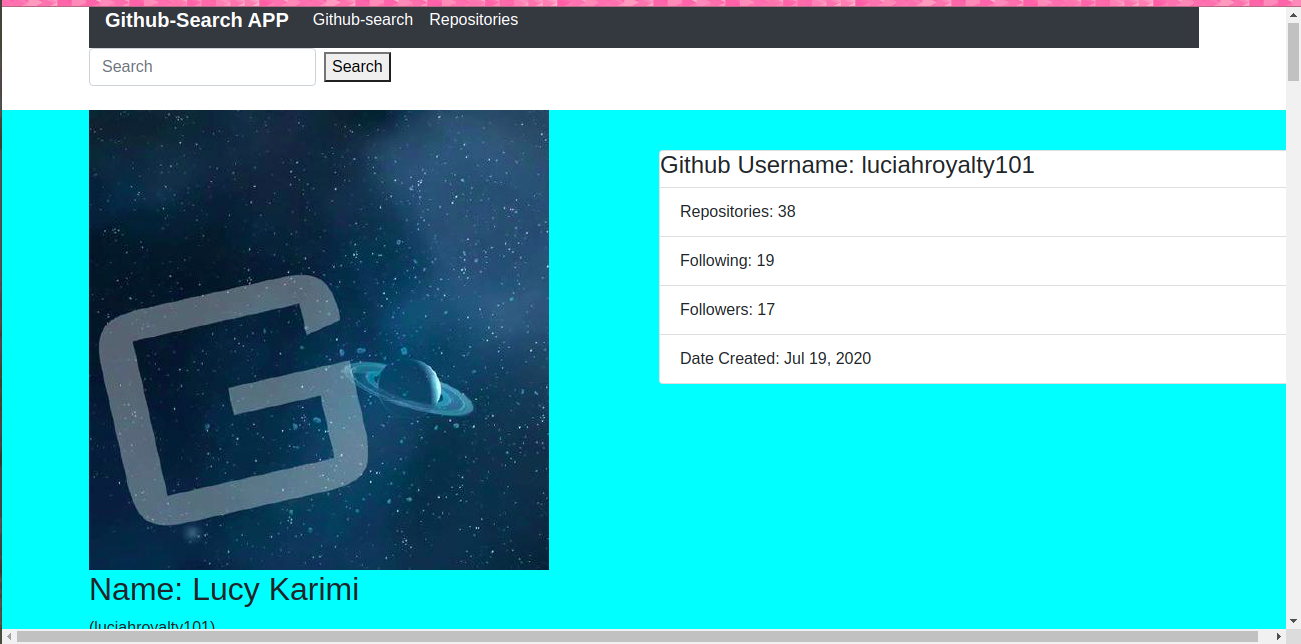 Github-Search APP Github-search Repositories
Search Search
G
Github Username: luciahroyalty101
Repositories: 38
Following: 19
Followers: 17
Date Created: Jul 19, 2020
Name: Lucy Karimi
(luciahroyalty101)